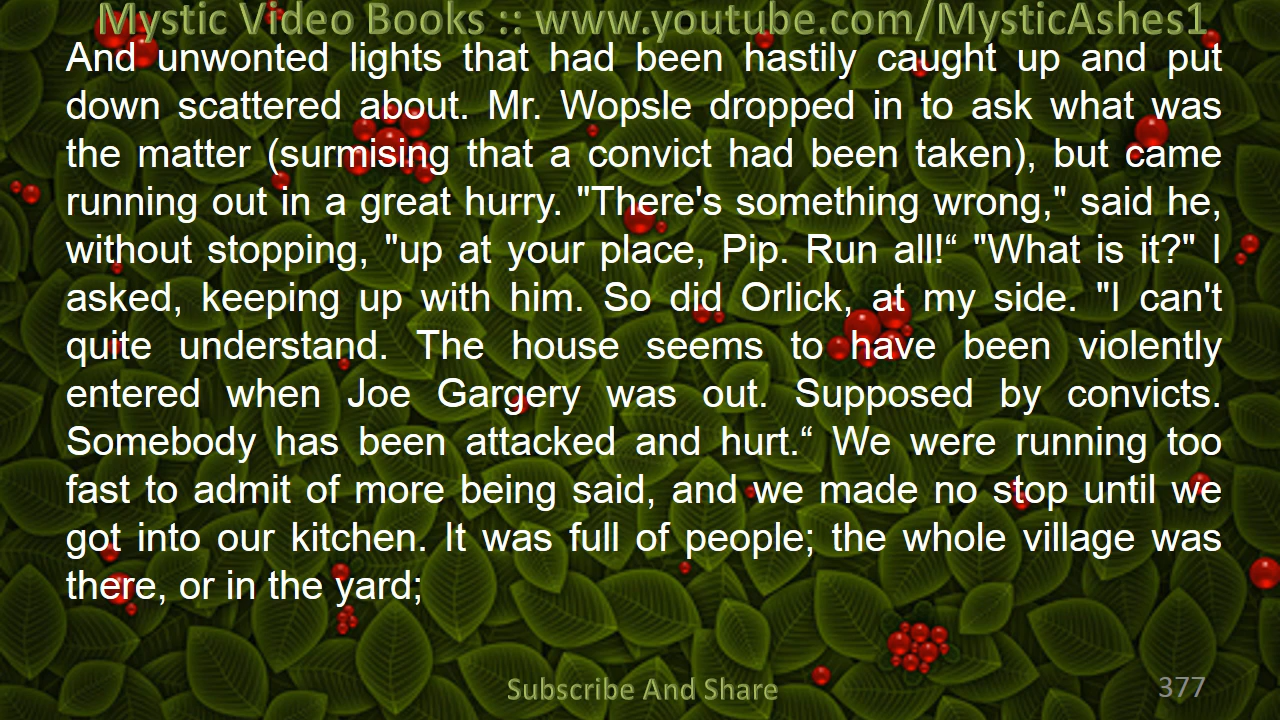 Mystic Video Books :: www.youtube.com/MysticAshes1
And unwonted lights that had been hastily caught up and put
down scattered about. Mr. Wopsle dropped in to ask what was
the matter (surmising that a convict had been taken), but came
running out in a great hurry. "There's something wrong," said he,
without stopping, "up at your place, Pip. Run all!“ "What is it?" I
asked, keeping up with him. So did Orlick, at my side. "I can't
quite understand. The house seems to have been violently
entered when Joe Gargery was out. Supposed by convicts.
Somebody has been attacked and hurt.“ We were running too
fast to admit of more being said, and we made no stop until we
got into our kitchen. It was full of people; the whole village was
there, or in the yard;
Subscribe And Share
377